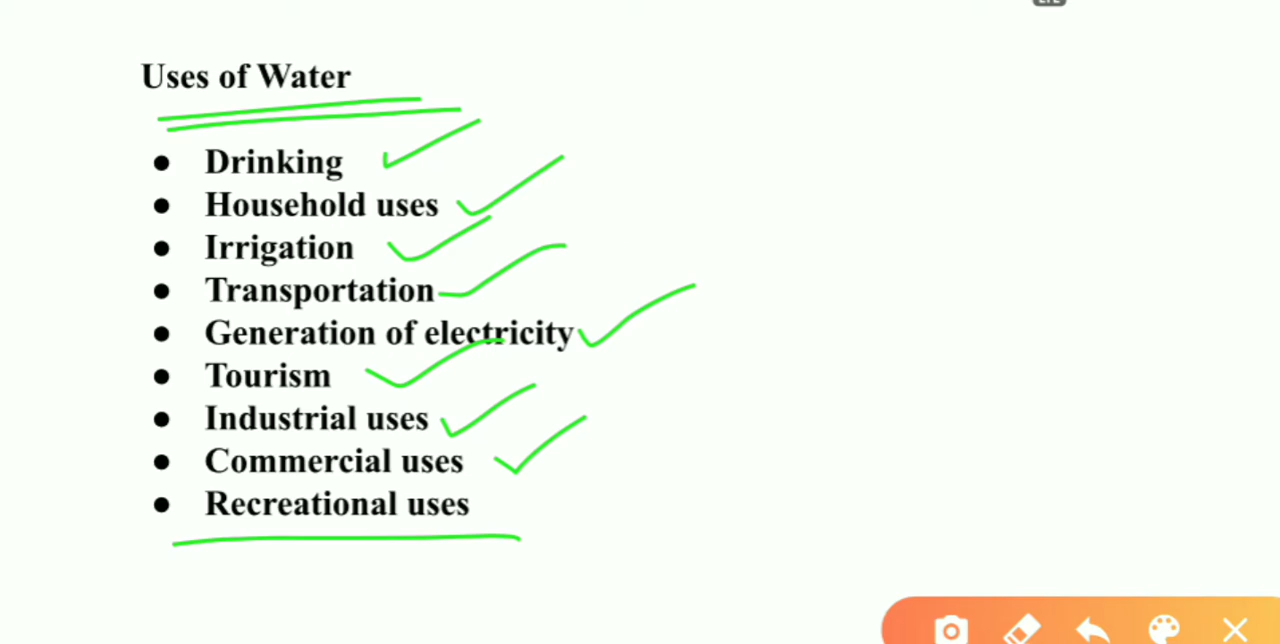 Uses of Water
● Drinking
● Household uses
● Irrigation
● Transportation
● Generation of electricity
● Tourism
● Industrial uses
● Commercial uses
● Recreational uses